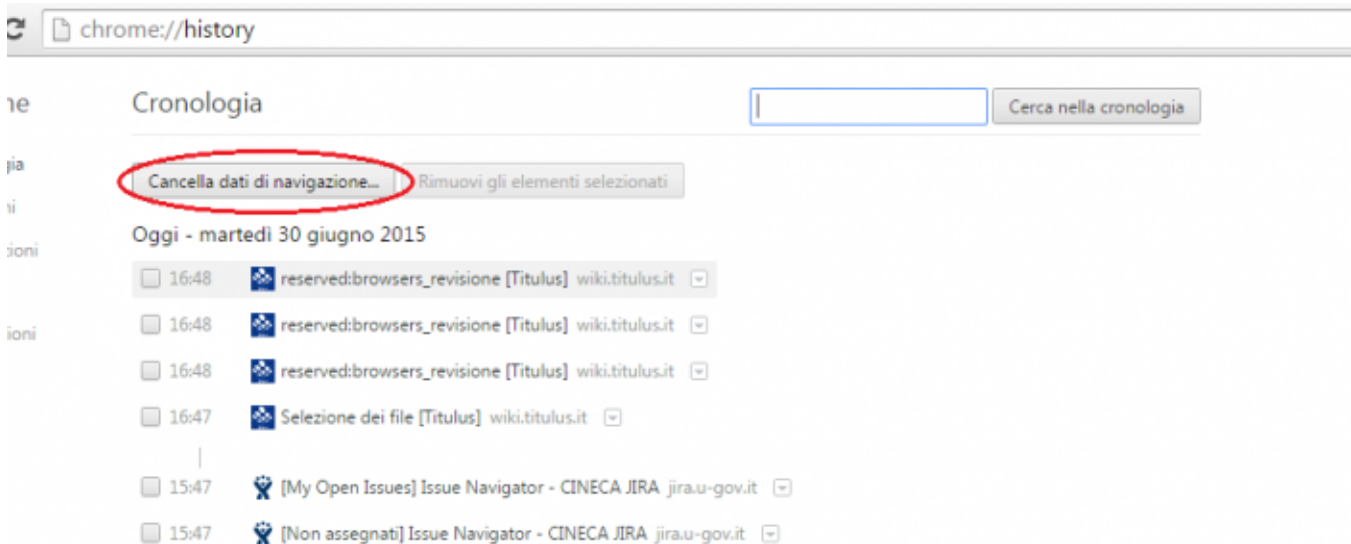 chrome://history
Cronologia
Cerca nella cronologia
Cancella dati di navigazione...
Rimuovi gli elementi selezionati
Oggi - martedì 30 giugno 2015
16:48 reserved:browsers_revisione [Titulus] wiki.titulus.it
16:48 reserved:browsers_revisione [Titulus] wiki.titulus.it
16:48 reserved:browsers_revisione [Titulus] wiki.titulus.it
16:47 Selezione dei file [Titulus] wiki.titulus.it
15:47 [My Open Issues] Issue Navigator - CINECA JIRA jira.u-gov.it
15:47 [Non assegnati] Issue Navigator - CINECA JIRA jira.u-gov.it